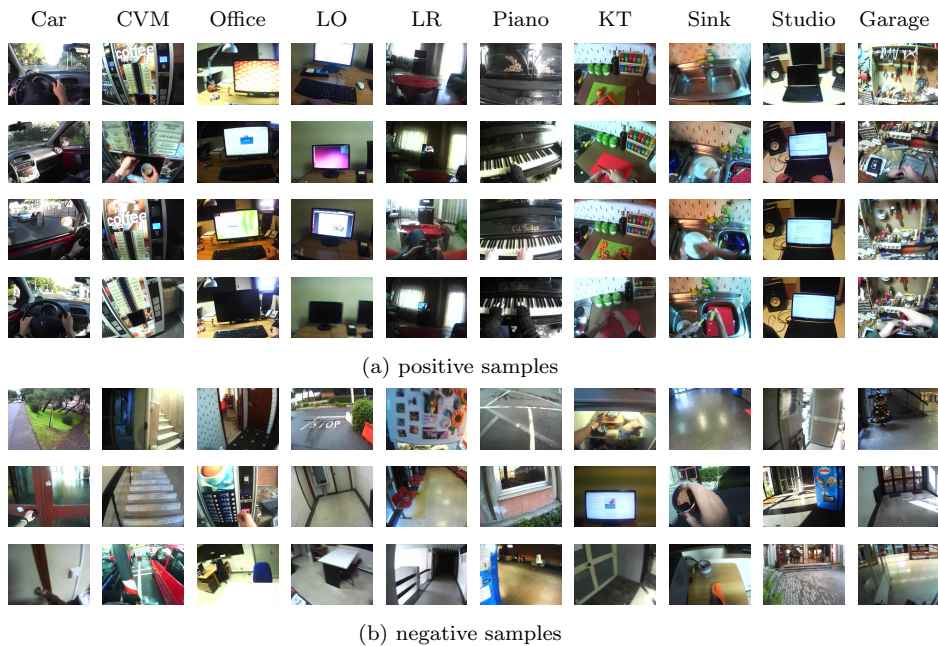 Car CVM Office LO LR Piano KT Sink Studio Garage
coffee
coffee
(a) positive samples
STOP
(b) negative samples